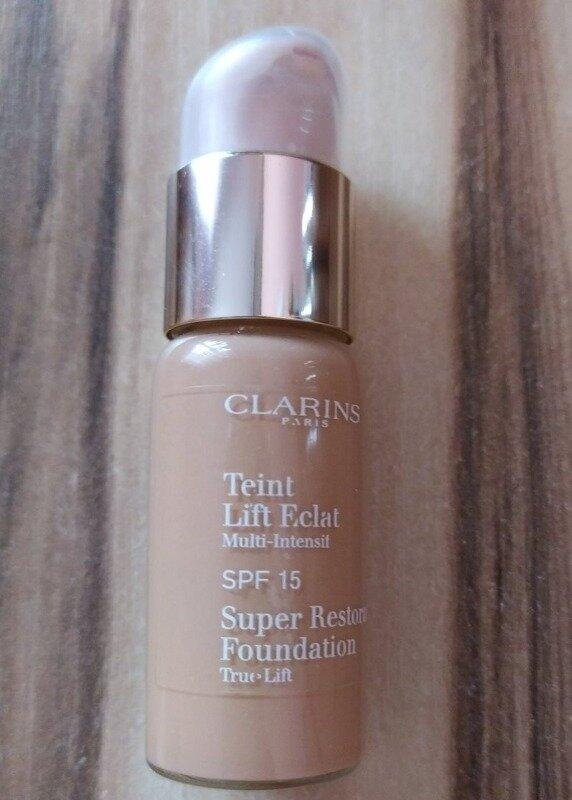 CLARINS
PARIS
Teint
Lift Eclat
Multi-Intensif
SPF 15
Super Restor
Foundation
True Lift